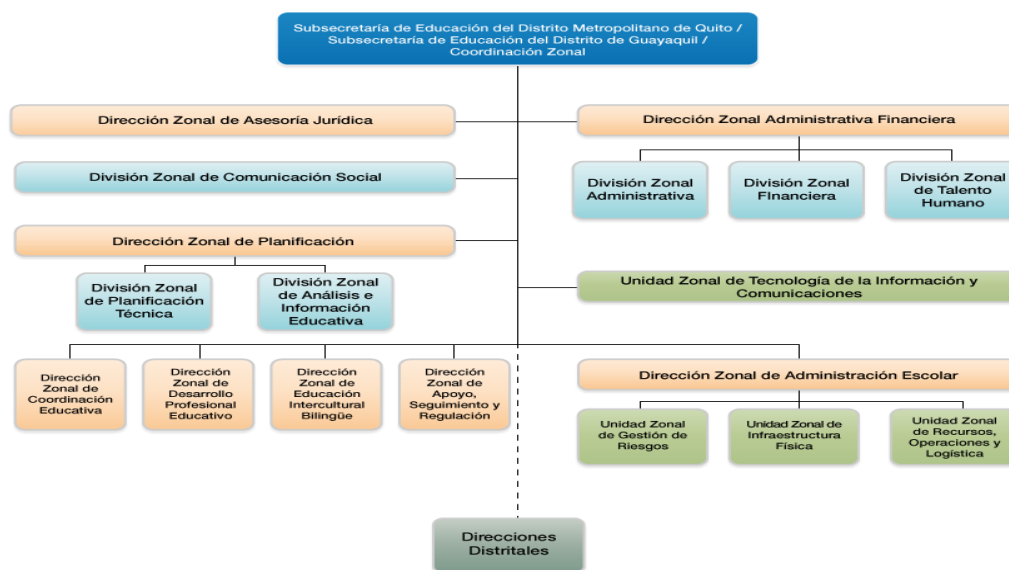 Subsecretaría de Educación del Distrito Metropolitano de Quito /
Subsecretaría de Educación del Distrito de Guayaquil /
Coordinación Zonal
Dirección Zonal de Asesoría Jurídica
Dirección Zonal Administrativa Financiera
División Zonal de Comunicación Social
División Zonal
Administrativa
División Zonal
FInanciera
División Zonal
de Talento
Humano
Dirección Zonal de Planificación
División Zonal
de Planificación
Técnica
División Zonal
de Análisis e
Información
Educativa
Unidad Zonal de Tecnología de la Información y
Comunicaciones
Dirección
Zonal de
Coordinación
Educativa
Dirección
Zonal de
Desarrollo
Profesional
Educativo
Dirección
Zonal de
Educación
Intercultural
Bilingüe
Dirección
Zonal de
Apoyo,
Seguimiento y
Regulación
Dirección Zonal de Administración Escolar
Unidad Zonal
de Gestión de
Riesgos
Unidad Zonal de
Infraestructura
Física
Unidad Zonal
de Recursos,
Operaciones y
Logística
Direcciones
Distritales